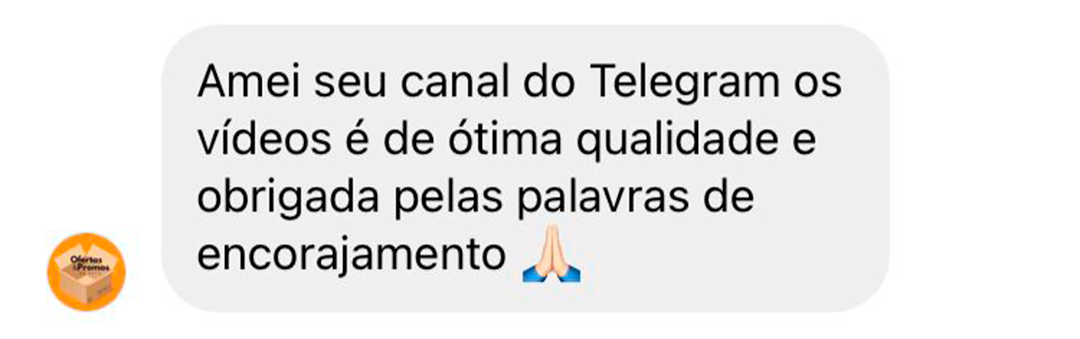 Amei seu canal do Telegram os
vídeos é de ótima qualidade e
obrigada pelas palavras de
encorajamento 🙏🏻
Ofertas
&Promos